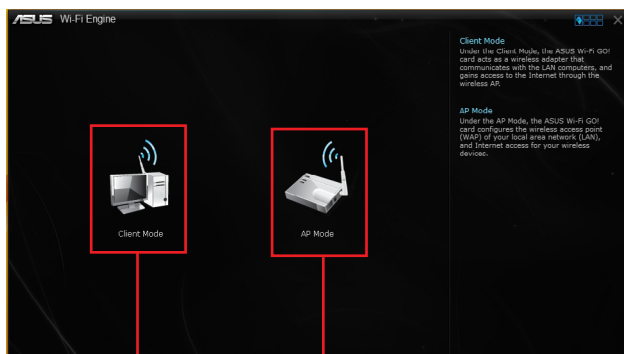 ASUS Wi-Fi Engine
Client Mode
Under the Client Mode, the ASUS Wi-Fi GO!
card acts as a wireless adapter that
communicates with the LAN computers, and
gains access to the Internet through the
wireless AP.
AP Mode
Under the AP Mode, the ASUS Wi-Fi GO!
card configures the wireless access point
(WAP) of your local area network (LAN),
and Internet access for your wireless
devices.
Client Mode
AP Mode